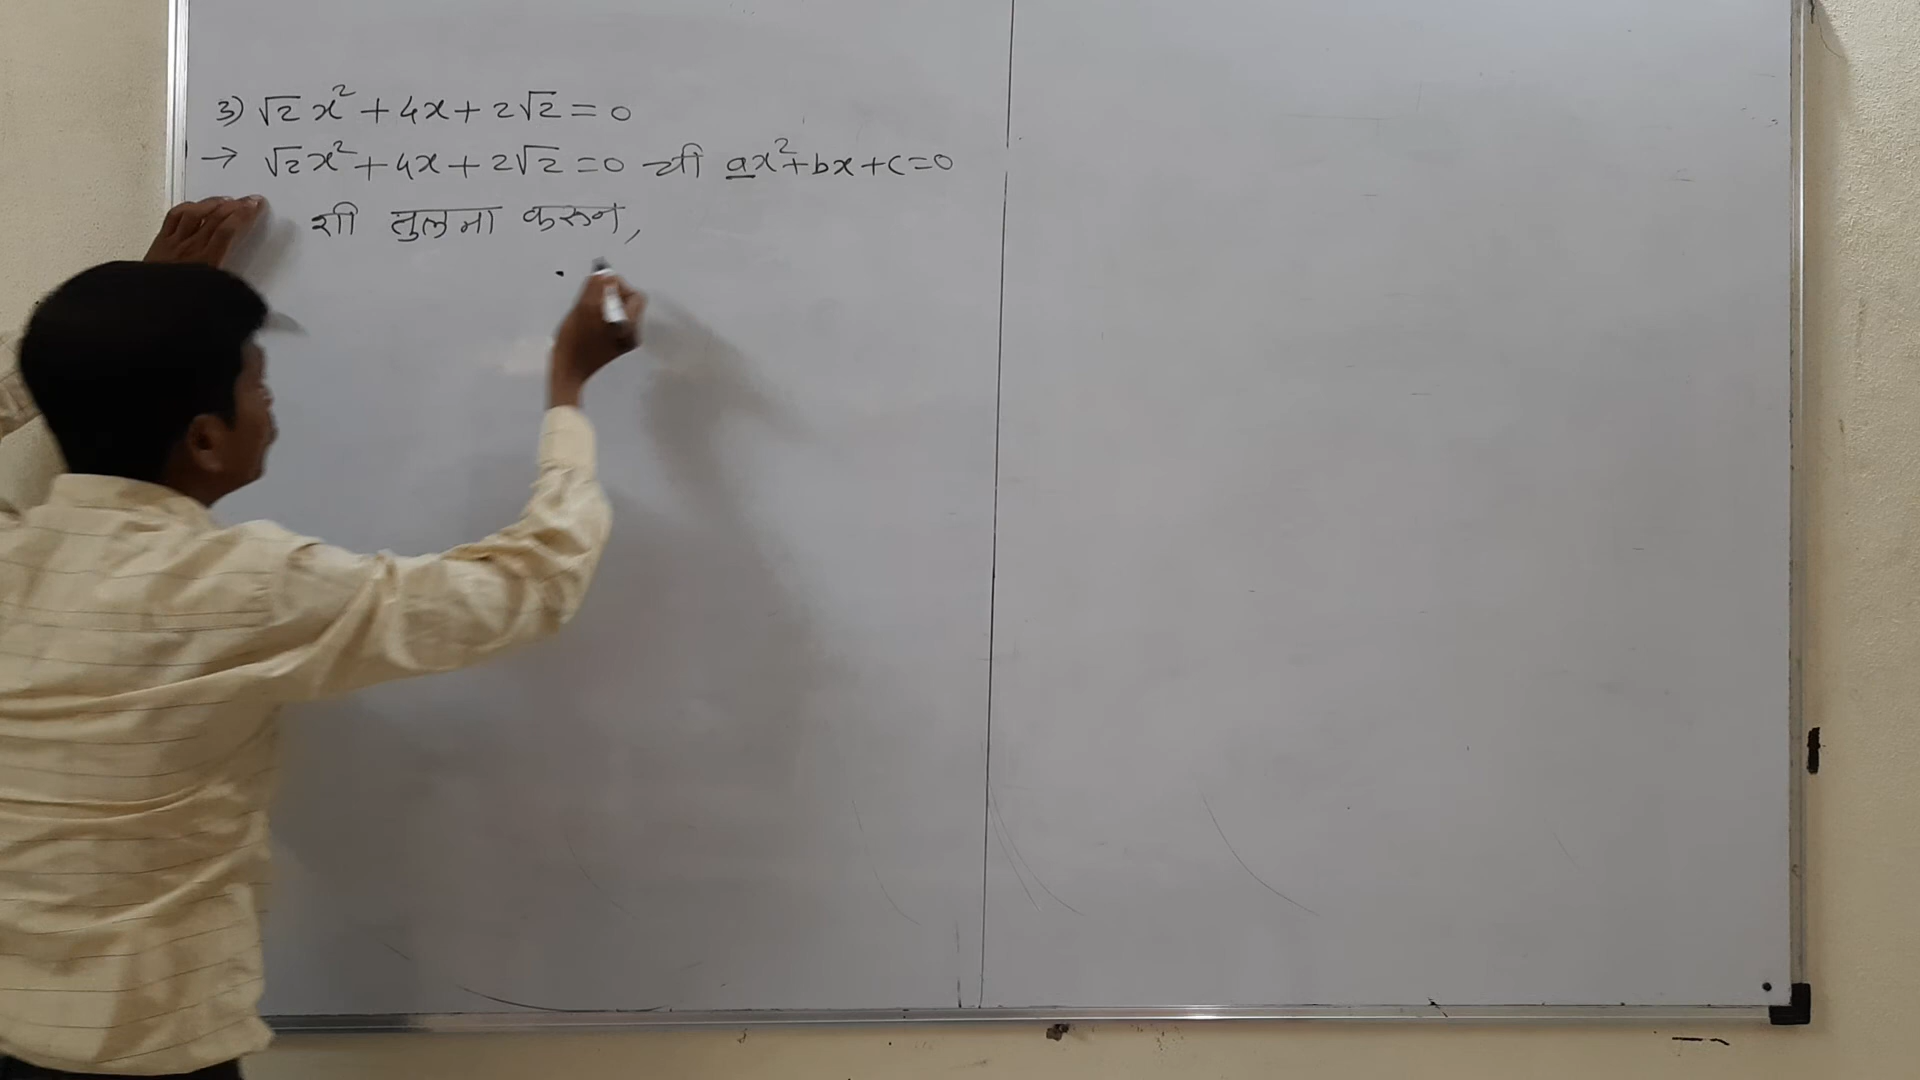 3) √2 x² + 4x + 2√2 = 0
→ √2x² + 4x + 2√2 = 0 ची ax² + bx + c = 0
शी तुलना करून,